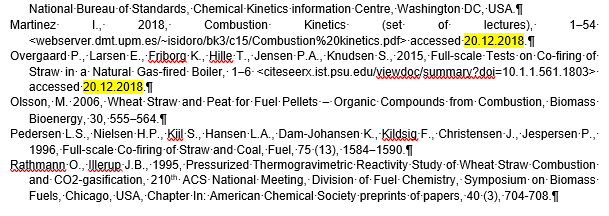 National Bureau of Standards, Chemical Kinetics information Centre, Washington DC, USA.¶
Martinez I., 2018, Combustion Kinetics (set of lectures), 1–54
<webserver.dmt.upm.es/~isidoro/bk3/c15/Combustion%20kinetics.pdf> accessed 20.12.2018.¶
Overgaard P., Larsen E., Friborg K., Hille T., Jensen P.A., Knudsen S., 2015, Full-scale Tests on Co-firing of
Straw in a Natural Gas-fired Boiler, 1–6 <citeseerx.ist.psu.edu/viewdoc/summary?doi=10.1.1.561.1803>
accessed 20.12.2018.¶
Olsson, M. 2006, Wheat Straw and Peat for Fuel Pellets – Organic Compounds from Combustion, Biomass
Bioenergy, 30, 555–564.¶
Pedersen L.S., Nielsen H.P., Kiil S., Hansen L.A., Dam-Johansen K., Kildsig F., Christensen J., Jespersen P.,
1996, Full-scale Co-firing of Straw and Coal, Fuel, 75 (13), 1584–1590.¶
Rathmann O., Illerup J.B., 1995, Pressurized Thermogravimetric Reactivity Study of Wheat Straw Combustion
and CO2-gasification, 210th ACS National Meeting, Division of Fuel Chemistry, Symposium on Biomass
Fuels, Chicago, USA, Chapter In: American Chemical Society preprints of papers, 40 (3), 704-708.¶